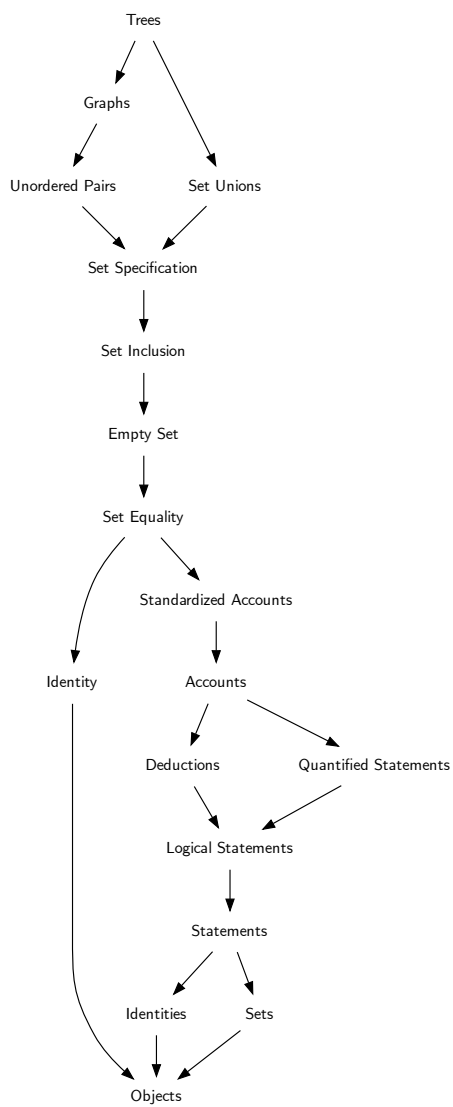 Trees
Graphs
Unordered Pairs
Set Unions
Set Specification
Set Inclusion
Empty Set
Set Equality
Standardized Accounts
Identity
Accounts
Deductions
Quantified Statements
Logical Statements
Statements
Identities
Sets
Objects